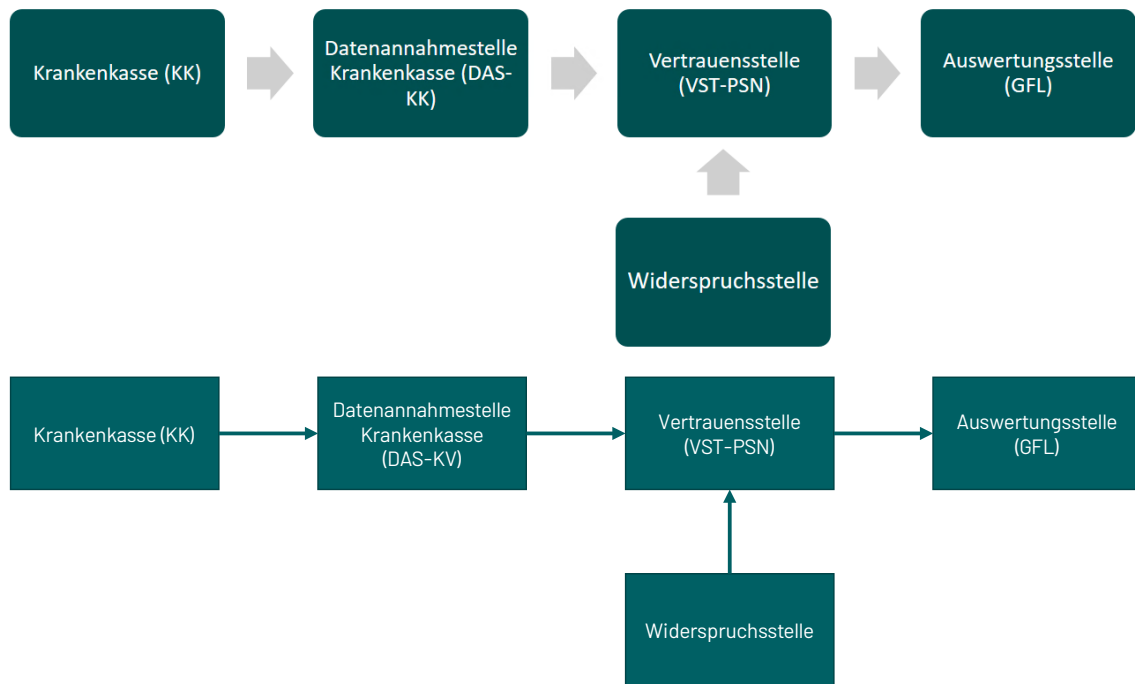 Krankenkasse (KK)
Datenannahmestelle
Krankenkasse (DAS-
KK)
Vertrauensstelle
(VST-PSN)
Auswertungsstelle
(GFL)
Widerspruchsstelle
Krankenkasse (KK)
Datenannahmestelle
Krankenkasse
(DAS-KV)
Vertrauensstelle
(VST-PSN)
Auswertungsstelle
(GFL)
Widerspruchsstelle